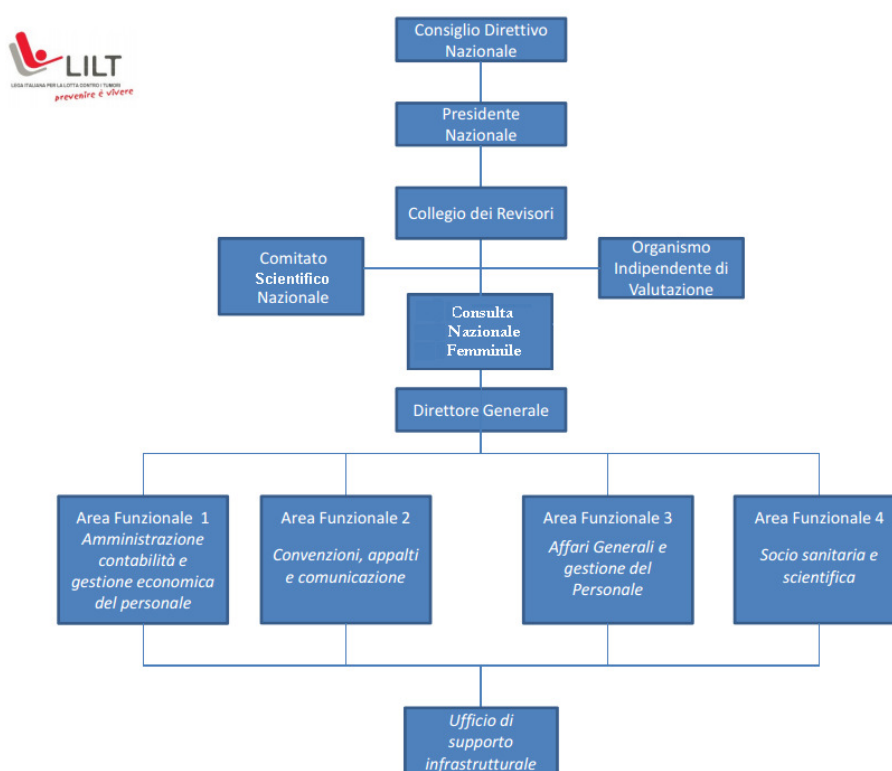 Consiglio Direttivo
Nazionale
LILT
LEGA ITALIANA PER LA LOTTA CONTRO I TUMORI
prevenire è vivere
Presidente
Nazionale
Collegio dei Revisori
Comitato
Scientifico
Nazionale
Organismo
Indipendente di
Valutazione
Consulta
Nazionale
Femminile
Direttore Generale
Area Funzionale 1
Amministrazione
contabilità e
gestione economica
del personale
Area Funzionale 2
Convenzioni, appalti
e comunicazione
Area Funzionale 3
Affari Generali e
gestione del
Personale
Area Funzionale 4
Socio sanitaria e
scientifica
Ufficio di
supporto
infrastrutturale